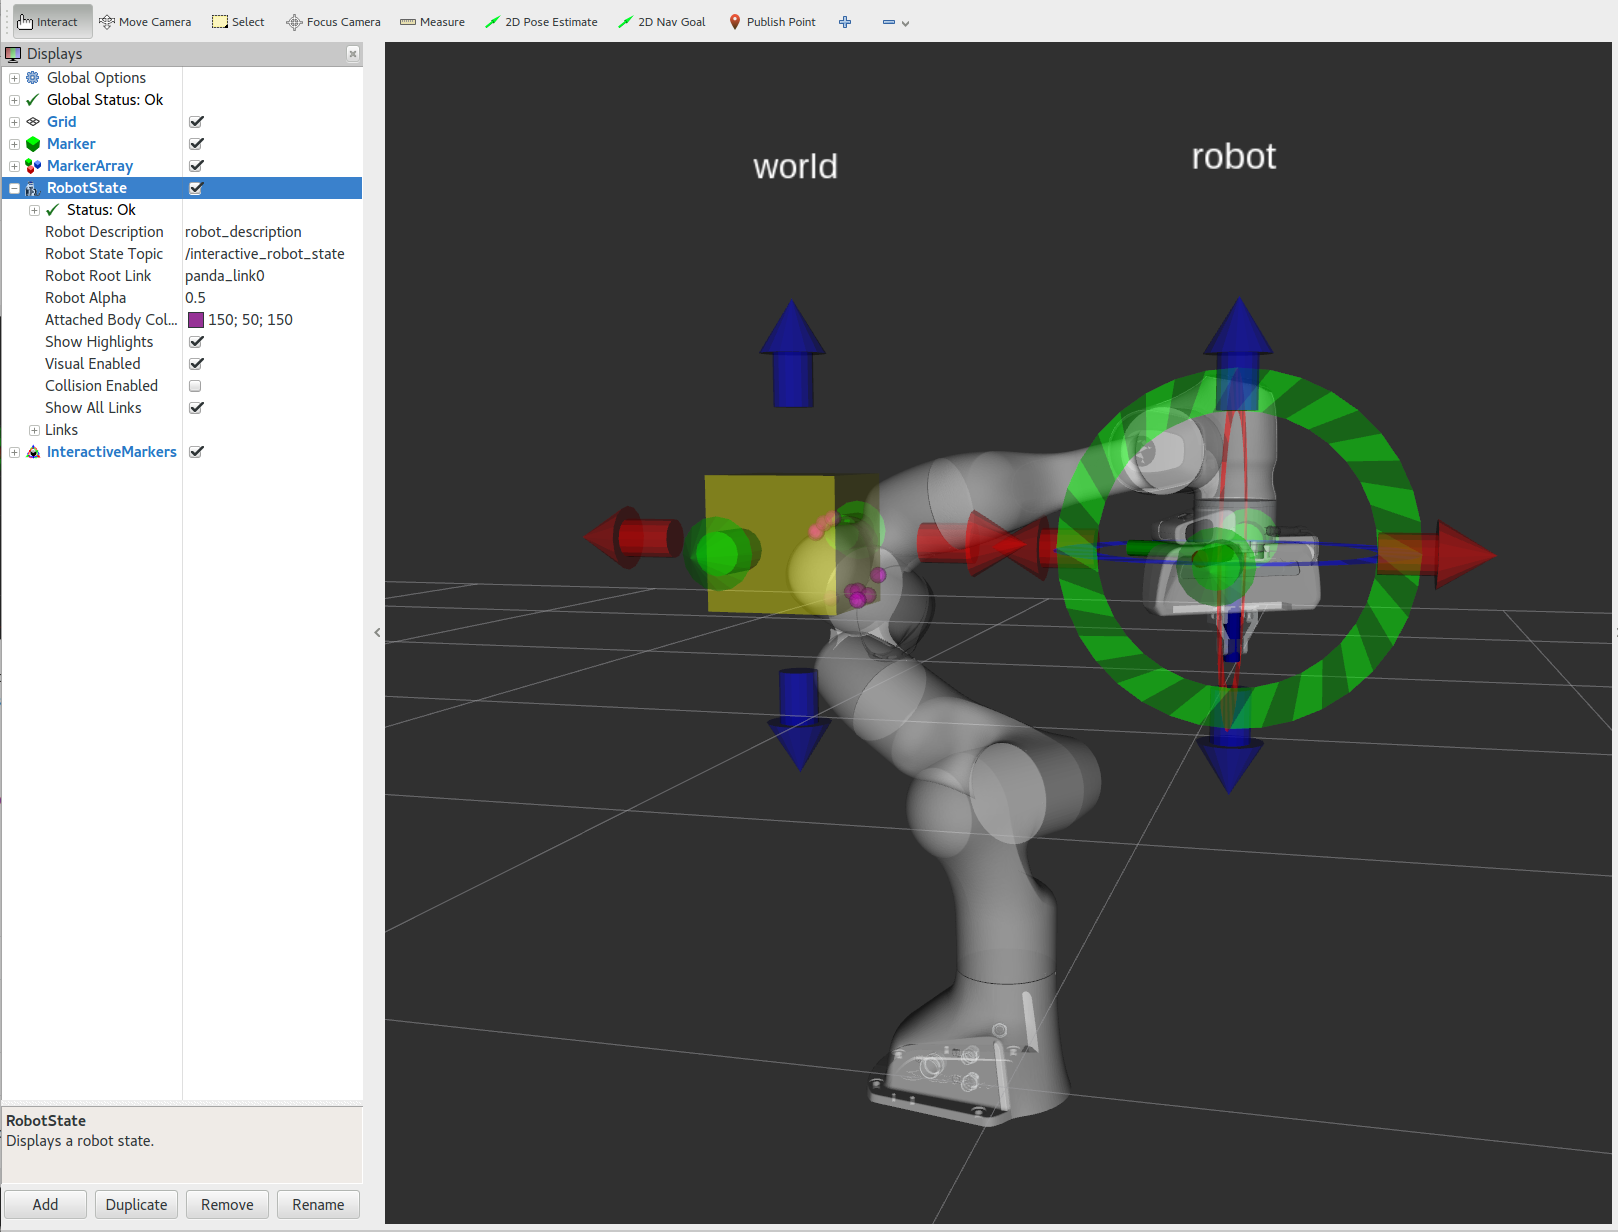 Interact Move Camera Select Focus Camera Measure 2D Pose Estimate 2D Nav Goal Publish Point
Displays
Global Options
Global Status: Ok
Grid
Marker
MarkerArray
RobotState
Status: Ok
Robot Description robot_description
Robot State Topic /interactive_robot_state
Robot Root Link panda_link0
Robot Alpha 0.5
Attached Body Col... 150; 50; 150
Show Highlights
Visual Enabled
Collision Enabled
Show All Links
Links
InteractiveMarkers
world
robot
RobotState
Displays a robot state.
Add Duplicate Remove Rename